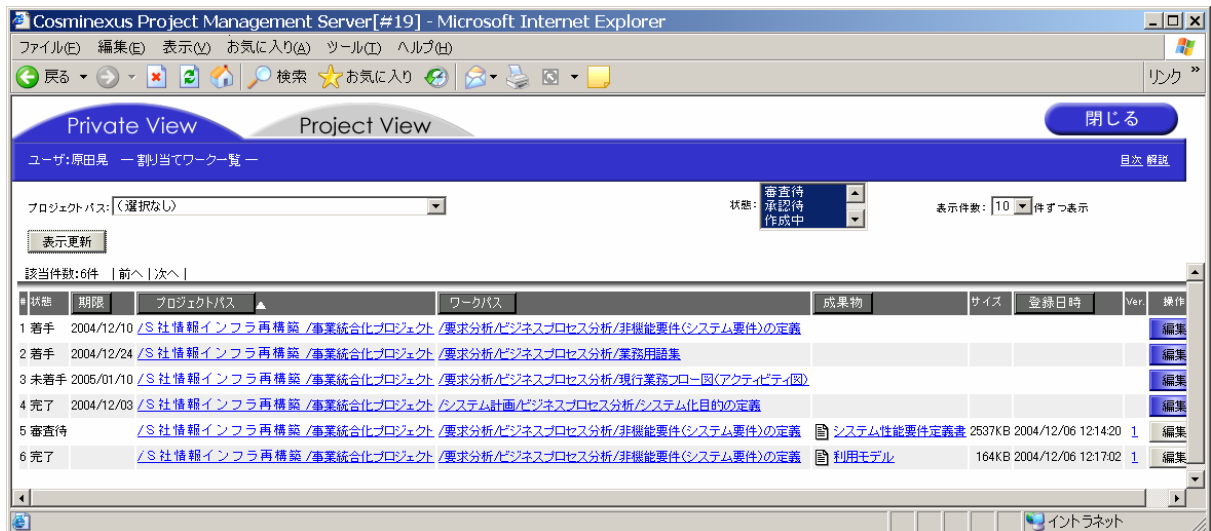 Cosminexus Project Management Server[#19] - Microsoft Internet Explorer
ファイル(F) 編集(E) 表示(V) お気に入り(A) ツール(T) ヘルプ(H)
戻る 検索 お気に入り リンク »
Private View Project View 閉じる
ユーザ:原田晃 ― 割り当てワーク一覧 ― 目次 解説
プロジェクトパス: (選択なし) 状態: 審査待 表示件数: 10 件ずつ表示
承認待
作成中
表示更新
該当件数:6件 | 前へ | 次へ |
# 状態 期限 プロジェクトパス ▲ ワークパス 成果物 サイズ 登録日時 Ver. 操作
1 着手 2004/12/10 /S社情報インフラ再構築 /事業統合化プロジェクト /要求分析/ビジネスプロセス分析/非機能要件(システム要件)の定義 編集
2 着手 2004/12/24 /S社情報インフラ再構築 /事業統合化プロジェクト /要求分析/ビジネスプロセス分析/業務用語集 編集
3 未着手 2005/01/10 /S社情報インフラ再構築 /事業統合化プロジェクト /要求分析/ビジネスプロセス分析/現行業務フロー図(アクティビティ図) 編集
4 完了 2004/12/03 /S社情報インフラ再構築 /事業統合化プロジェクト /システム計画/ビジネスプロセス分析/システム化目的の定義 編集
5 審査待 /S社情報インフラ再構築 /事業統合化プロジェクト /要求分析/ビジネスプロセス分析/非機能要件(システム要件)の定義 システム性能要件定義書 2537KB 2004/12/06 12:14:20 1 編集
6 完了 /S社情報インフラ再構築 /事業統合化プロジェクト /要求分析/ビジネスプロセス分析/非機能要件(システム要件)の定義 利用モデル 164KB 2004/12/06 12:17:02 1 編集
イントラネット